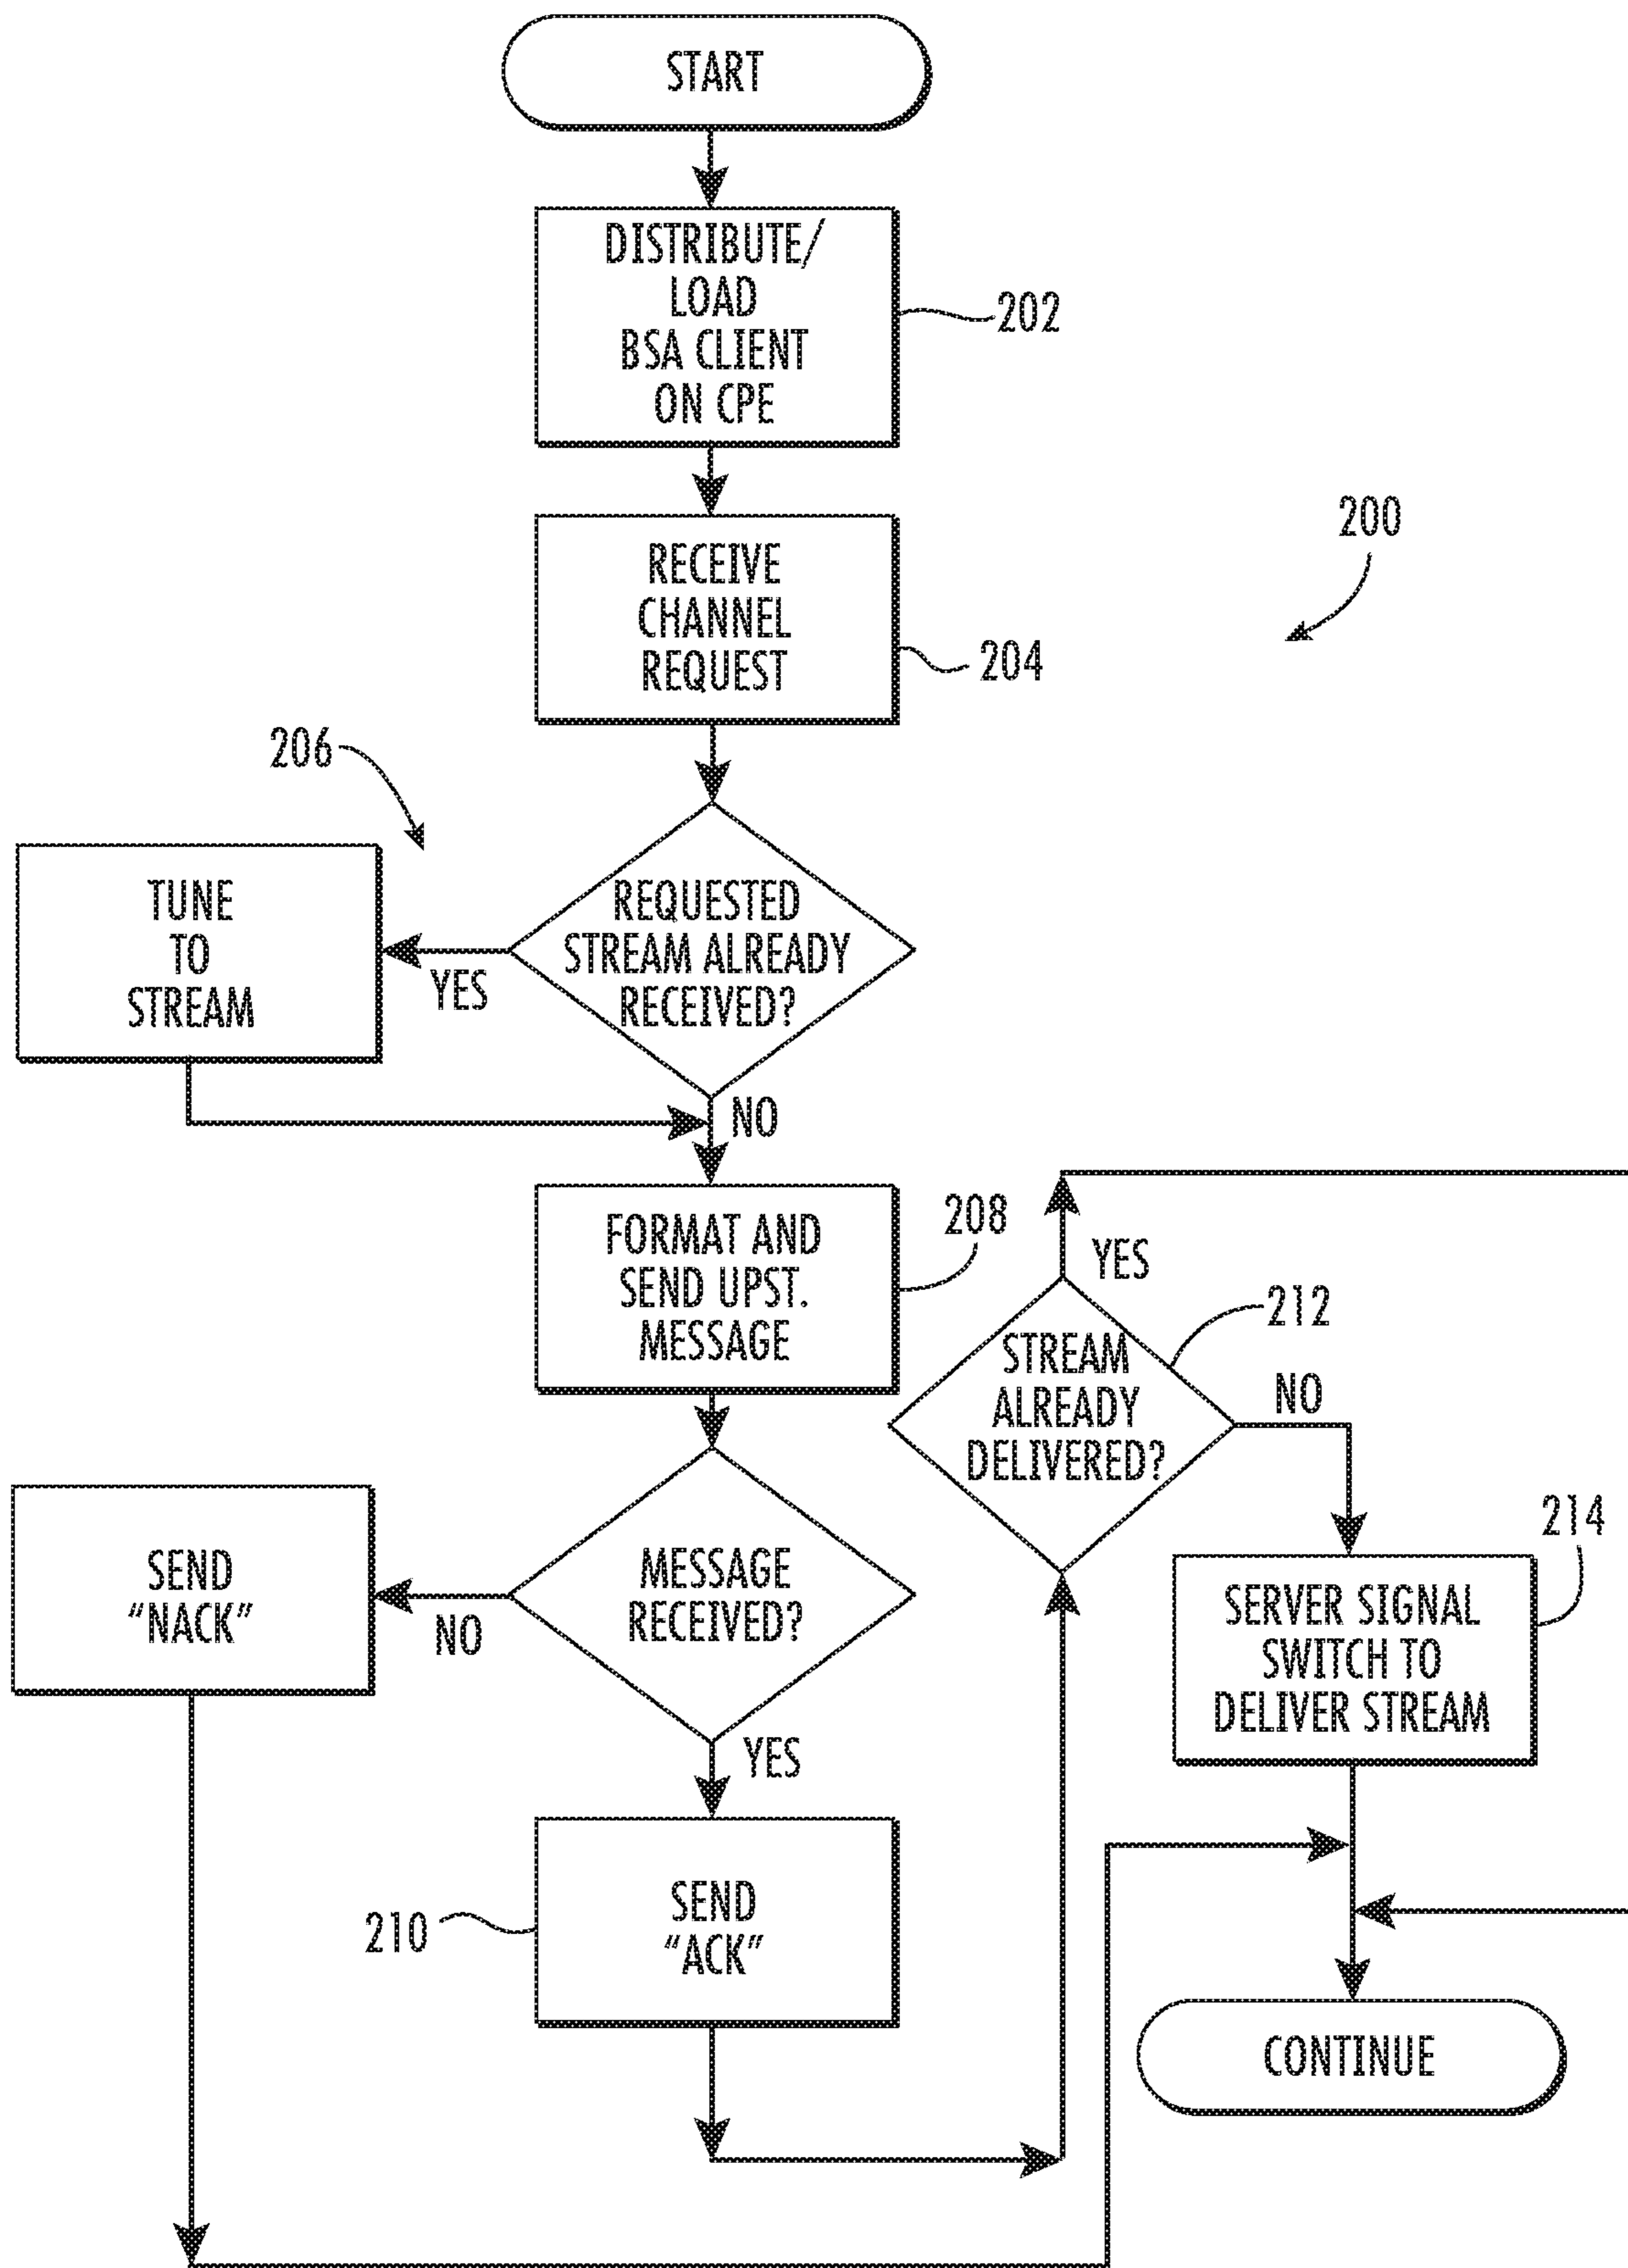 START
DISTRIBUTE/
LOAD
BSA CLIENT
ON CPE
202
RECEIVE
CHANNEL
REQUEST
204
200
206
TUNE
TO
STREAM
YES
REQUESTED
STREAM ALREADY
RECEIVED?
NO
FORMAT AND
SEND UPST.
MESSAGE
208
YES
212
STREAM
ALREADY
DELIVERED?
NO
SEND
“NACK”
NO
MESSAGE
RECEIVED?
YES
214
SERVER SIGNAL
SWITCH TO
DELIVER STREAM
210
SEND
“ACK”
CONTINUE